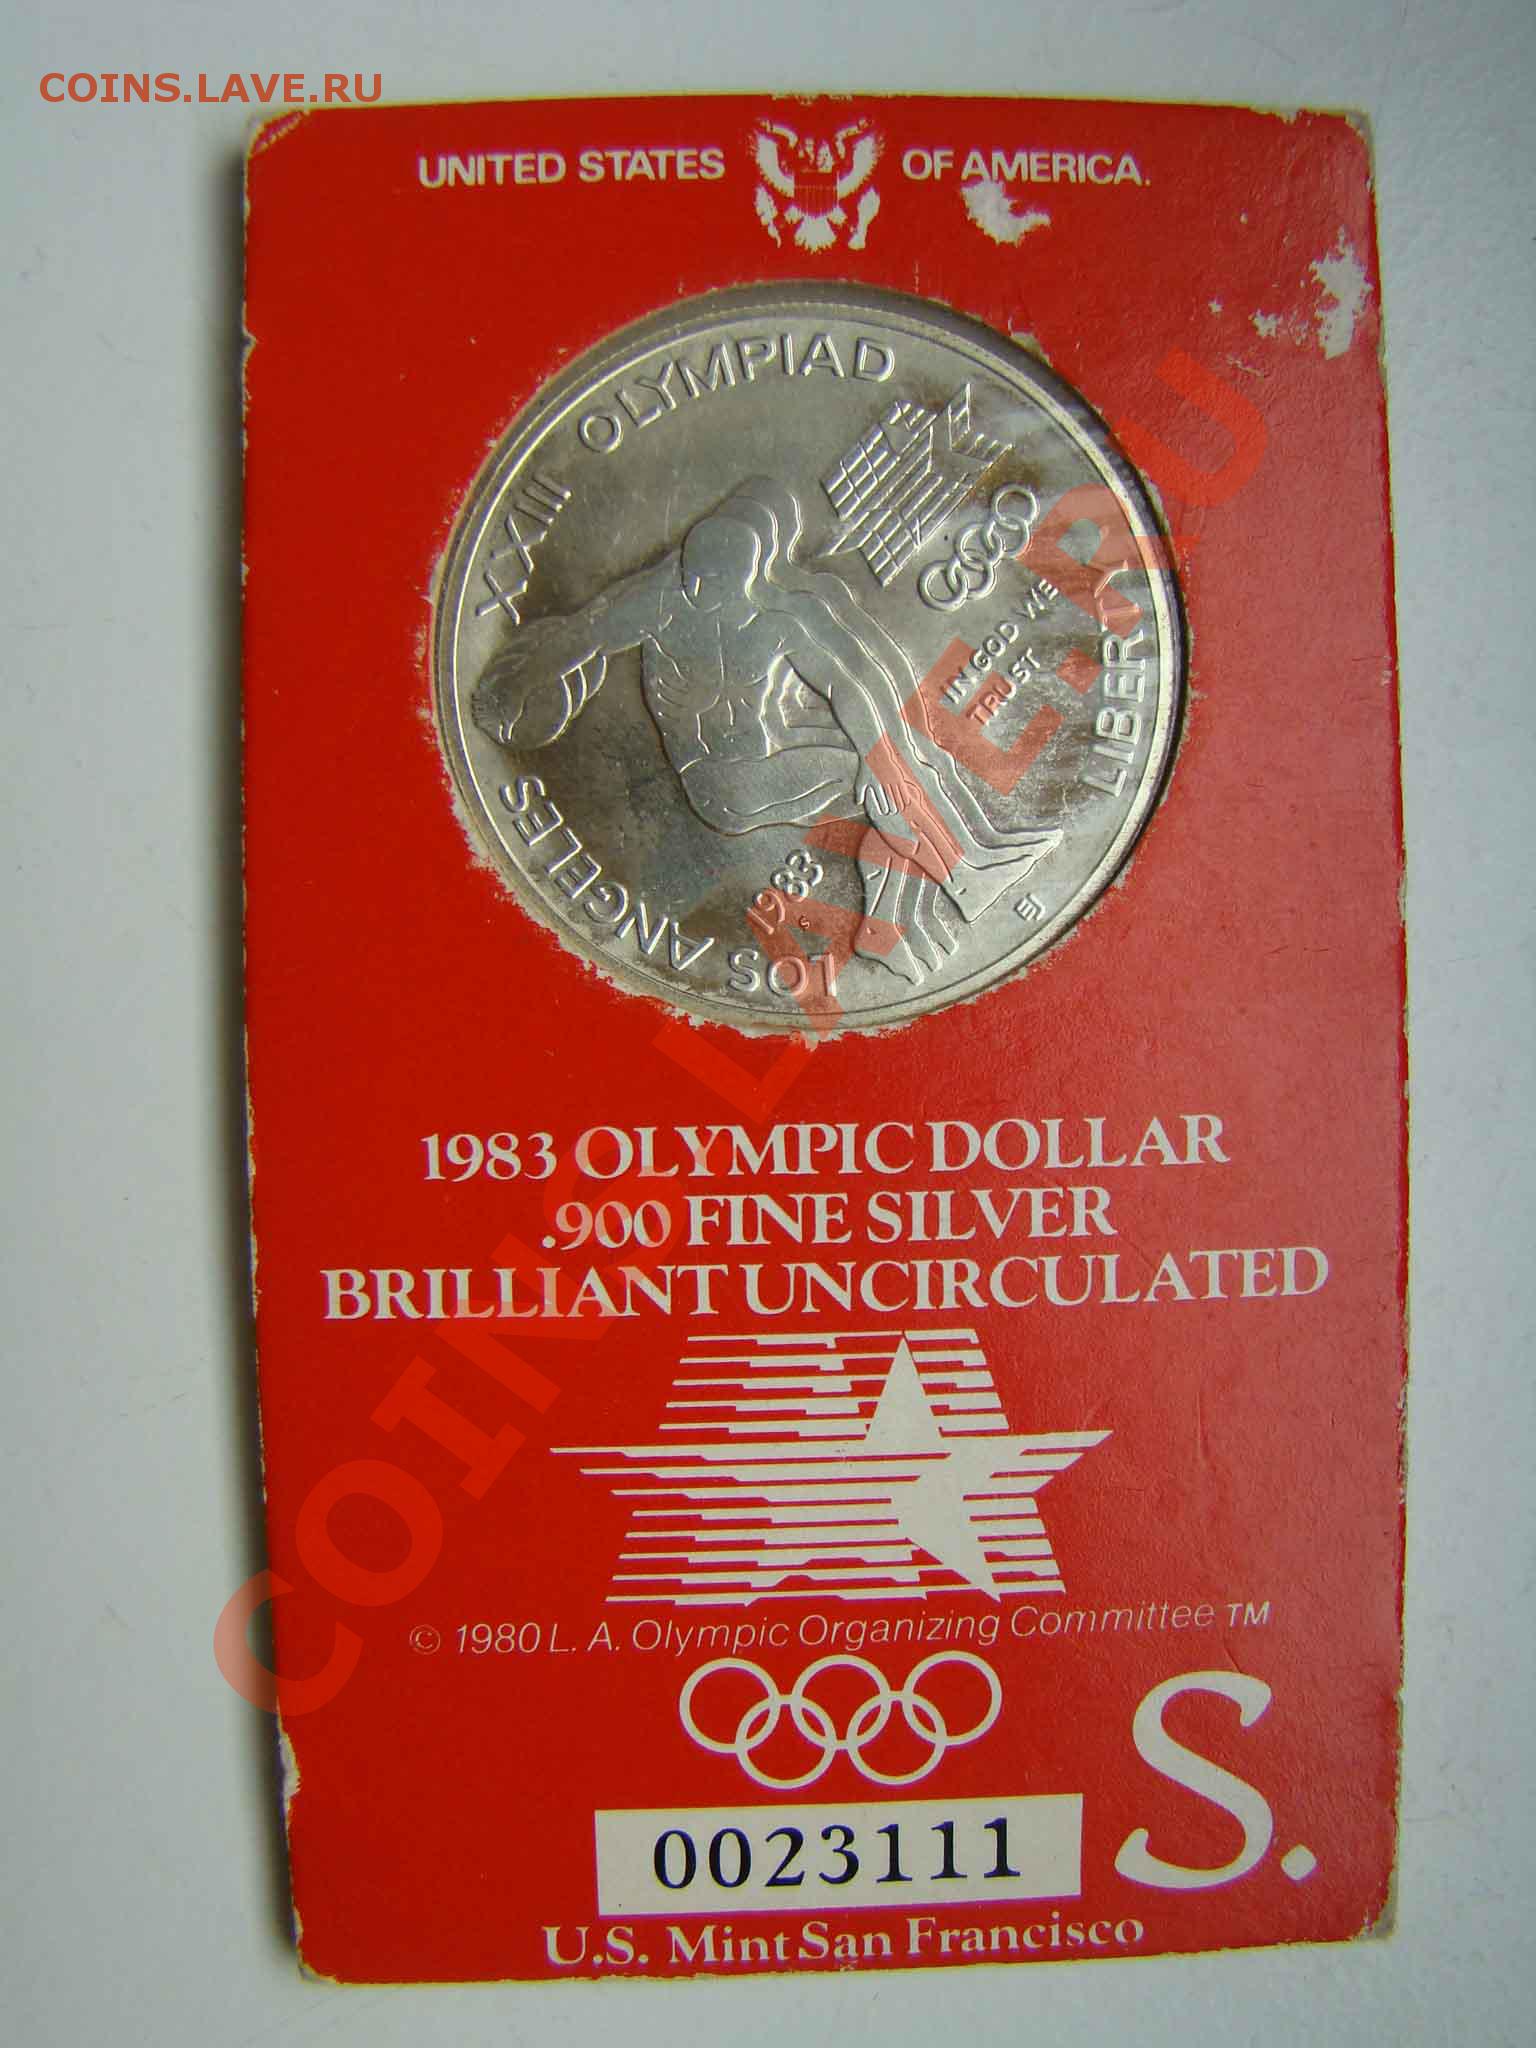 COINS.LAVE.RU
UNITED STATES OF AMERICA.
XXIII OLYMPIAD
LOS ANGELES
IN GOD WE
TRUST
LIBERTY
1983
S
EJ
1983 OLYMPIC DOLLAR
.900 FINE SILVER
BRILLIANT UNCIRCULATED
© 1980 L. A. Olympic Organizing Committee TM
S.
0023111
U.S. Mint San Francisco
COINS.LAVE.RU